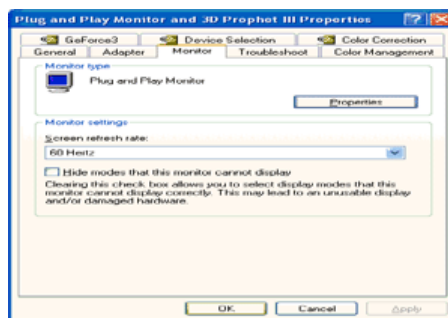 Plug and Play Monitor and 3D Prophet III Properties
GeForce3 Device Selection Color Correction
General Adapter Monitor Troubleshoot Color Management
Monitor type
Plug and Play Monitor
Properties
Monitor settings
Screen refresh rate:
60 Hertz
Hide modes that this monitor cannot display
Clearing this check box allows you to select display modes that this
monitor cannot display correctly. This may lead to an unusable display
and/or damaged hardware.
OK Cancel Apply